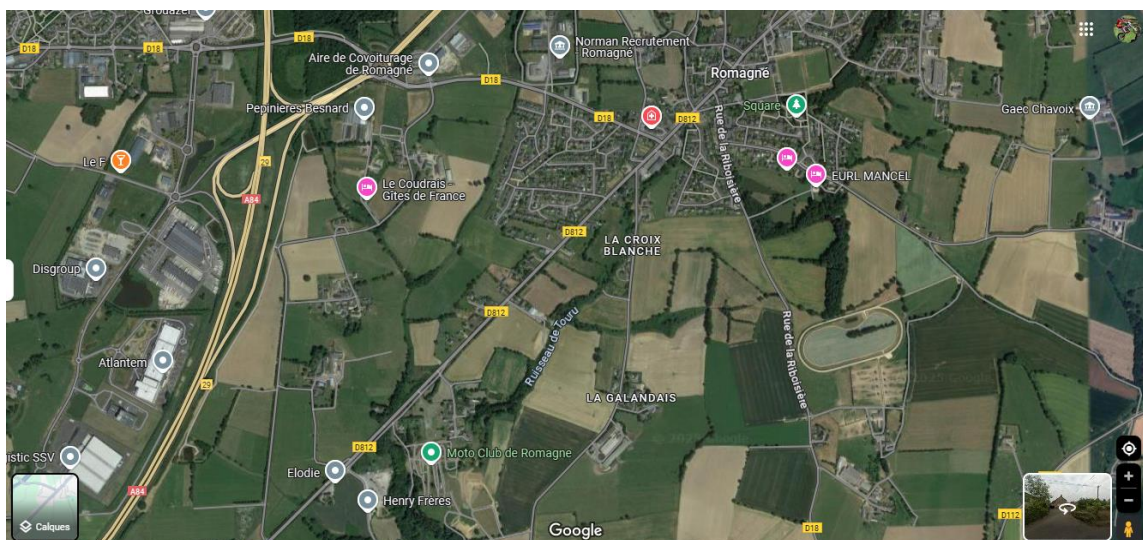 Grouazel
D18
D18
Aire de Covoiturage
de Romagné
Norman Recrutement
- Romagné
Romagné
D18
Pepinieres Besnard
D18
D812
Square
Gaec Chavoix
Le F
29
Le Coudrais -
Gîtes de France
A84
EURL MANCEL
Rue de la Riboisière
D812
LA CROIX
BLANCHE
Disgroup
D812
Ruisseau de Touru
Rue de la Riboisière
Atlantem
29
LA GALANDAIS
D812
Moto Club de Romagne
istic SSV
Elodie
A84
Henry Frères
Calques
Google
D18
D112